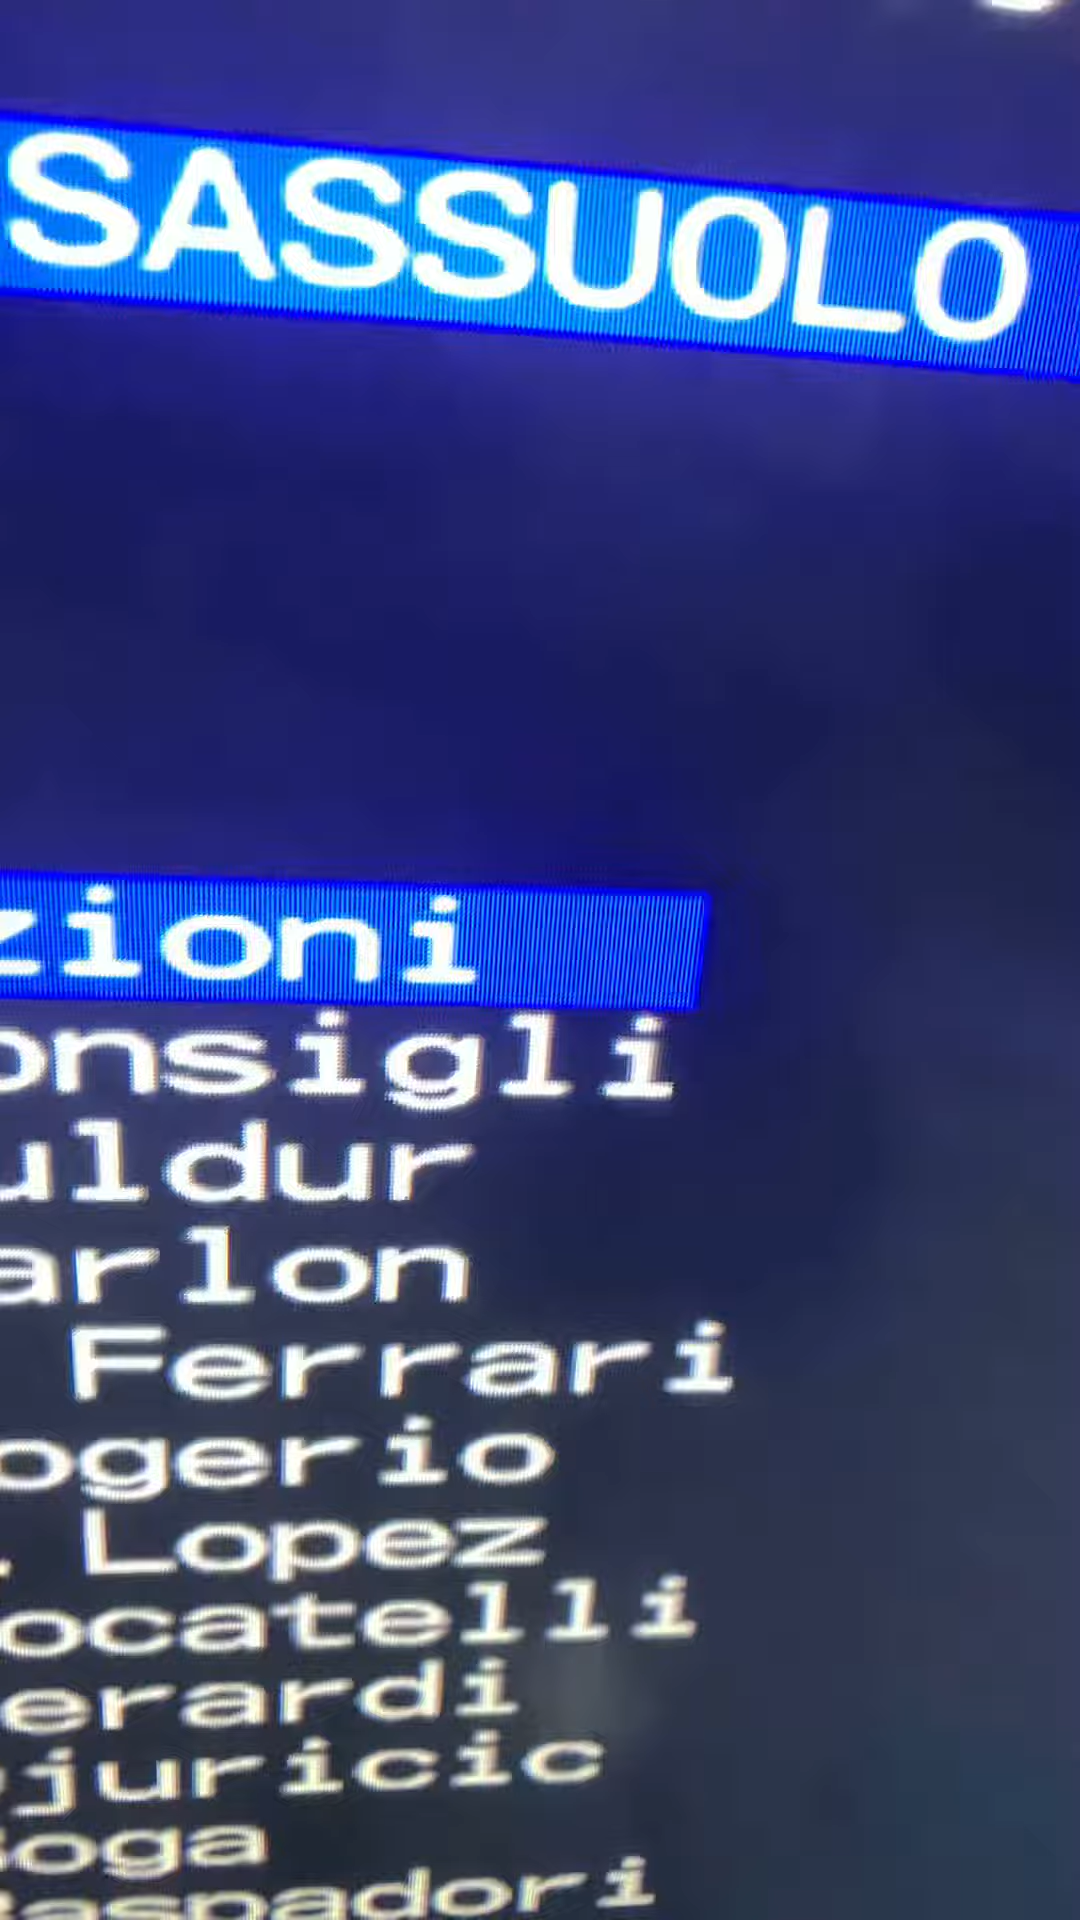 SASSUOLO
zioni
onsigli
uldur
arlon
Ferrari
ogerio
. Lopez
ocatelli
erardi
juricic
oga
aspadori